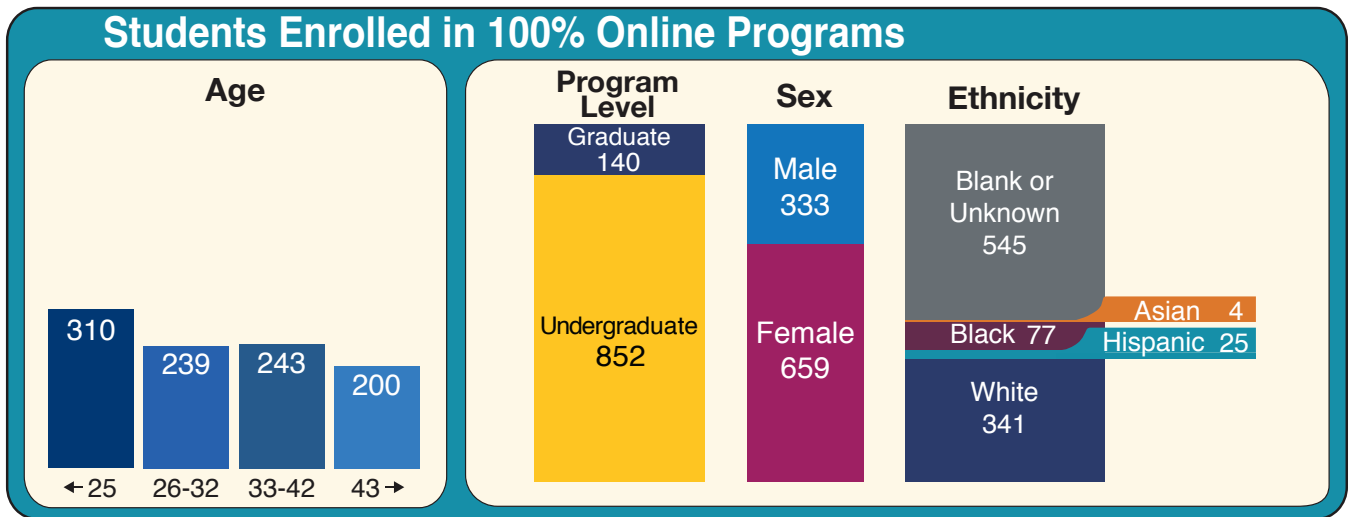 Students Enrolled in 100% Online Programs
Age
310
239
243
200
←25
26-32
33-42
43→
Program
Level
Graduate
140
Undergraduate
852
Sex
Male
333
Female
659
Ethnicity
Blank or
Unknown
545
Asian 4
Black 77
Hispanic 25
White
341